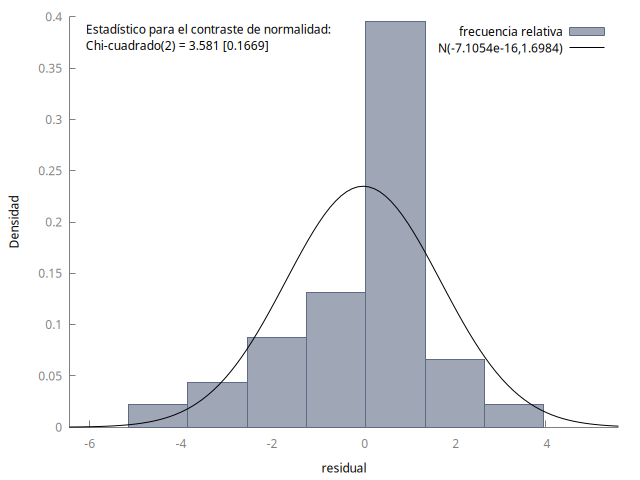 Estadístico para el contraste de normalidad:
Chi-cuadrado(2) = 3.581 [0.1669]
frecuencia relativa
N(-7.1054e-16,1.6984)
0.4
0.35
0.3
0.25
0.2
0.15
0.1
0.05
0
Densidad
-6
-4
-2
0
2
4
residual